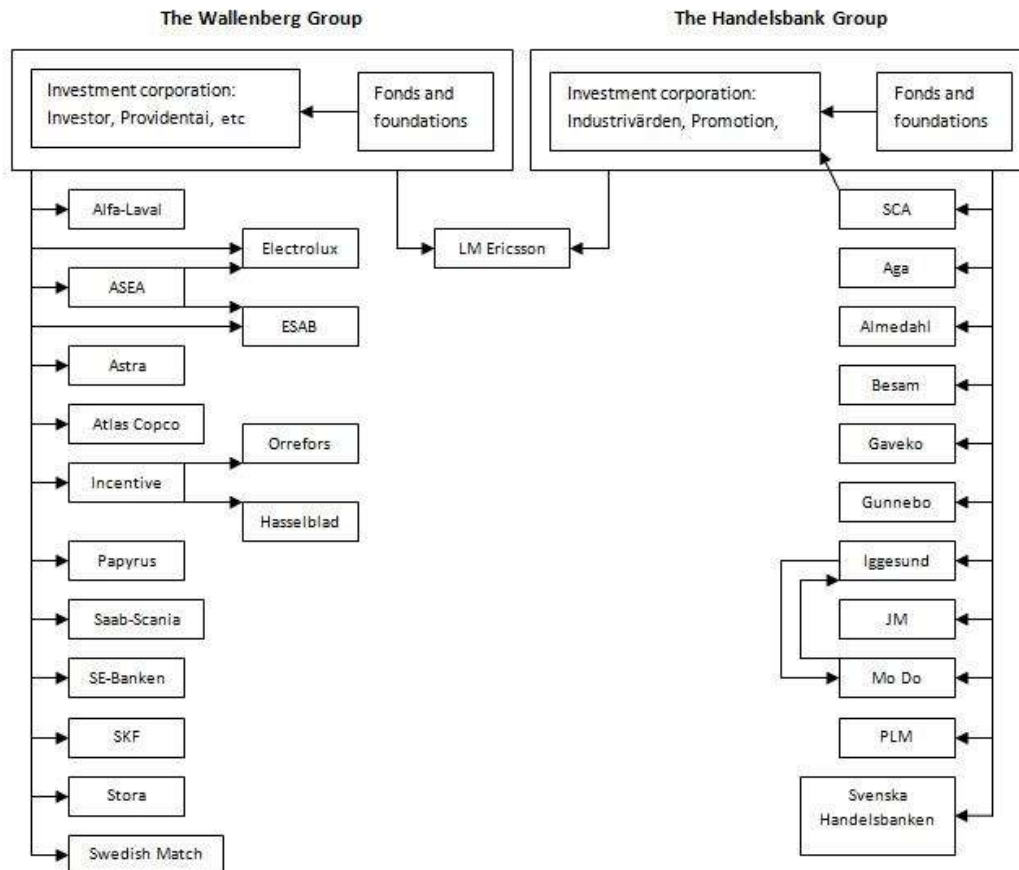 The Wallenberg Group
The Handelsbank Group
Investment corporation:
Investor, Providentai, etc
Fonds and
foundations
Investment corporation:
Industrivärden, Promotion,
Fonds and
foundations
Alfa-Laval
Electrolux
ASEA
ESAB
Astra
Atlas Copco
Orrefors
Incentive
Hasselblad
Papyrus
Saab-Scania
SE-Banken
SKF
Stora
Swedish Match
LM Ericsson
SCA
Aga
Almedahl
Besam
Gaveko
Gunnebo
Iggesund
JM
Mo Do
PLM
Svenska
Handelsbanken